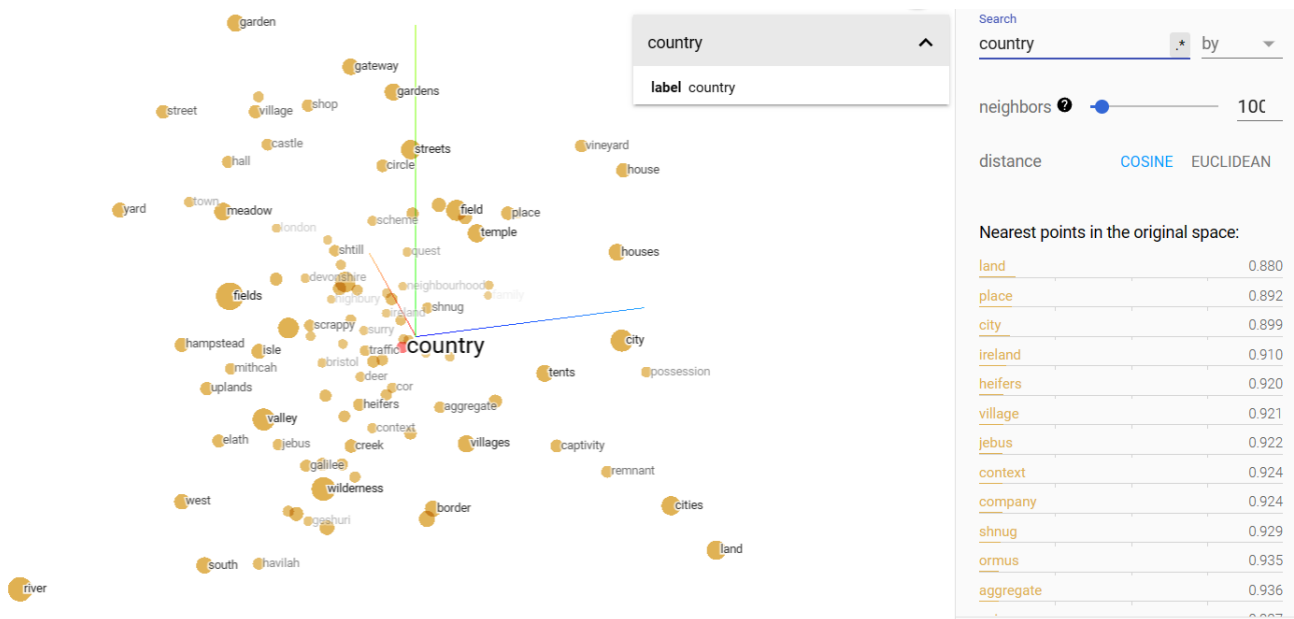 garden
gateway
gardens
street
village
shop
castle
hall
streets
circle
vineyard
house
yard
town
meadow
london
scheme
field
place
temple
shtill
quest
houses
devonshire
neighbourhood
family
highbury
fields
ireland
shnug
scrappy
surry
hampstead
isle
traffic
country
city
mithcah
bristol
deer
tents
possession
uplands
cor
heifers
aggregate
valley
context
elath
jebus
creek
villages
captivity
galilee
remnant
wilderness
west
border
cities
geshuri
land
south
havilah
river
country
label country
Search
country .* by
neighbors ? 100
distance COSINE EUCLIDEAN
Nearest points in the original space:
land 0.880
place 0.892
city 0.899
ireland 0.910
heifers 0.920
village 0.921
jebus 0.922
context 0.924
company 0.924
shnug 0.929
ormus 0.935
aggregate 0.936